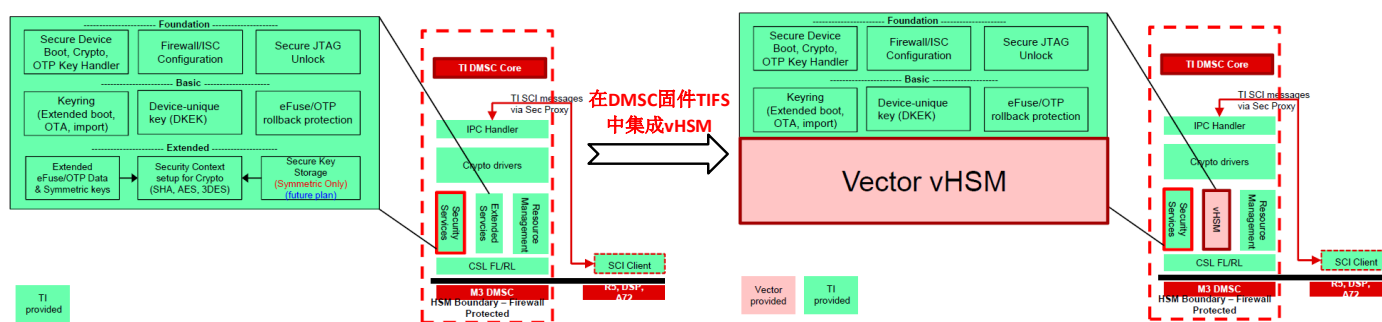 Foundation
Secure Device
Boot, Crypto,
OTP Key Handler
Firewall/ISC
Configuration
Secure JTAG
Unlock
Basic
Keyring
(Extended boot,
OTA, import)
Device-unique
key (DKEK)
eFuse/OTP
rollback protection
Extended
Extended
eFuse/OTP Data
& Symmetric keys
Security Context
setup for Crypto
(SHA, AES, 3DES)
Secure Key
Storage
(Symmetric Only)
(future plan)
TI
provided
TI DMSC Core
TI SCI messages
via Sec Proxy
IPC Handler
Crypto drivers
Security
Services
Extended
Servcies
Resource
Management
CSL FL/RL
SCI Client
M3 DMSC
HSM Boundary – Firewall
Protected
R5, DSP,
A72
在DMSC固件TIFS
中集成vHSM
Foundation
Secure Device
Boot, Crypto,
OTP Key Handler
Firewall/ISC
Configuration
Secure JTAG
Unlock
Basic
Keyring
(Extended boot,
OTA, import)
Device-unique
key (DKEK)
eFuse/OTP
rollback protection
Vector vHSM
Vector
provided
TI
provided
TI DMSC Core
TI SCI messages
via Sec Proxy
IPC Handler
Crypto drivers
Security
Services
vHSM
Resource
Management
CSL FL/RL
SCI Client
M3 DMSC
HSM Boundary – Firewall
Protected
R5, DSP,
A72